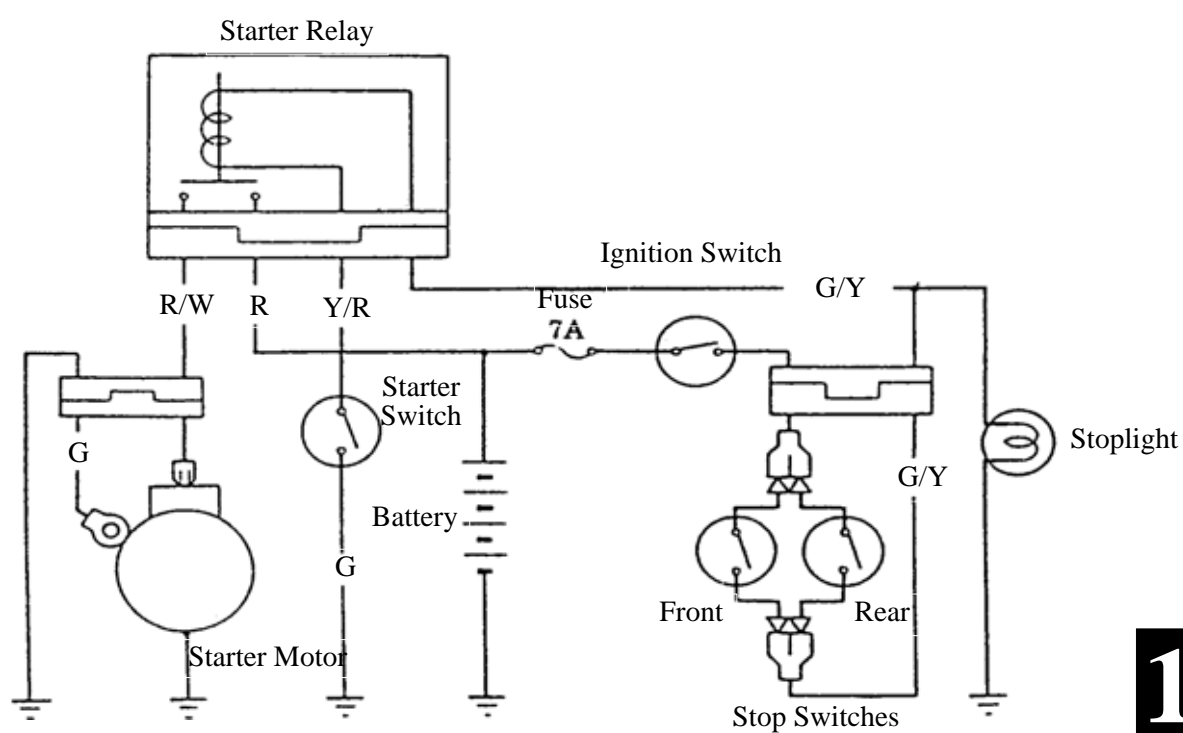 Starter Relay
Ignition Switch
R/W
R
Y/R
Fuse
7A
G/Y
Starter
Switch
Stoplight
G
G/Y
Battery
G
Front
Rear
Starter Motor
Stop Switches
1